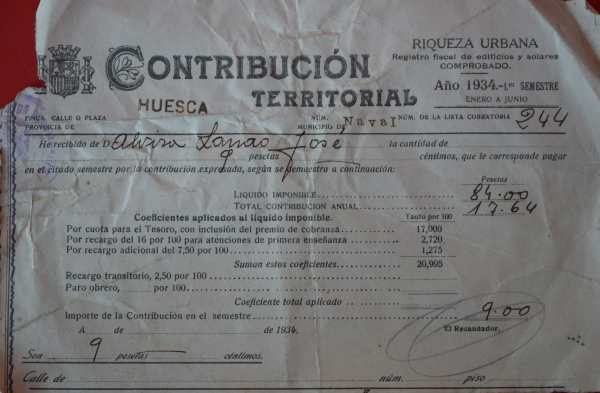 CONTRIBUCIÓN
TERRITORIAL
HUESCA
RIQUEZA URBANA
Registro fiscal de edificios y solares
COMPROBADO.
Año 1934.-1.er SEMESTRE
ENERO A JUNIO
FINCA, CALLE O PLAZA NÚM. NÚM. DE LA LISTA COBRATORIA 244
PROVINCIA DE MUNICIPIO DE Naval
He recibido de D. José la cantidad
de 9 pesetas céntimos, que le corresponde pagar
en el citado semestre por la contribución expresada, según se demuestra a continuación:
Pesetas
LÍQUIDO IMPONIBLE 84.00
TOTAL CONTRIBUCIÓN ANUAL 17.64
Coeficientes aplicados al líquido imponible. Tanto por 100
Por cuota para el Tesoro, con inclusión del premio de cobranza 17,000
Por recargo del 16 por 100 para atenciones de primera enseñanza 2,720
Por recargo adicional del 7,50 por 100 1,275
Suman estos coeficientes 20,995
Recargo transitorio, 2,50 por 100
Paro obrero, por 100
Coeficiente total aplicado
Importe de la Contribución en el semestre 9.00
A de de 1934. El Recaudador,
Son 9 pesetas céntimos.
Calle de núm. piso